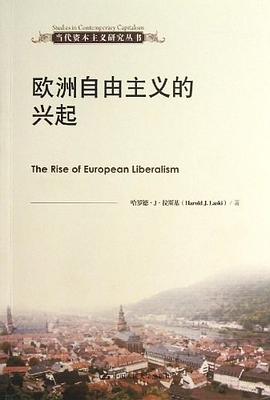 Studies in Contemporary Capitalism
当代资本主义研究丛书
欧洲自由主义的
兴起
The Rise of European Liberalism
哈罗德·J·拉斯基(Harold J. Laski)/著